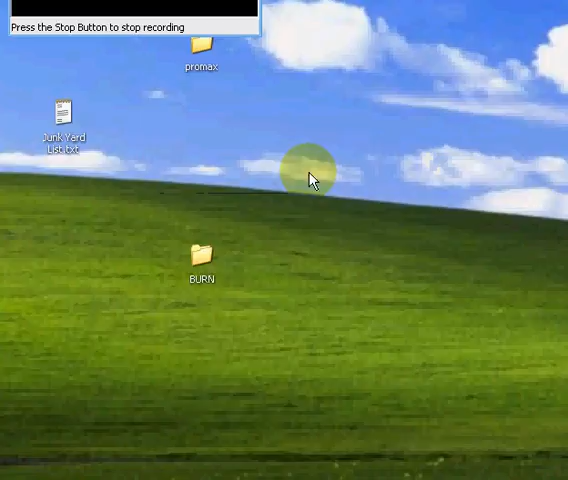 Press the Stop Button to stop recording
promax
Junk Yard
List.txt
BURN